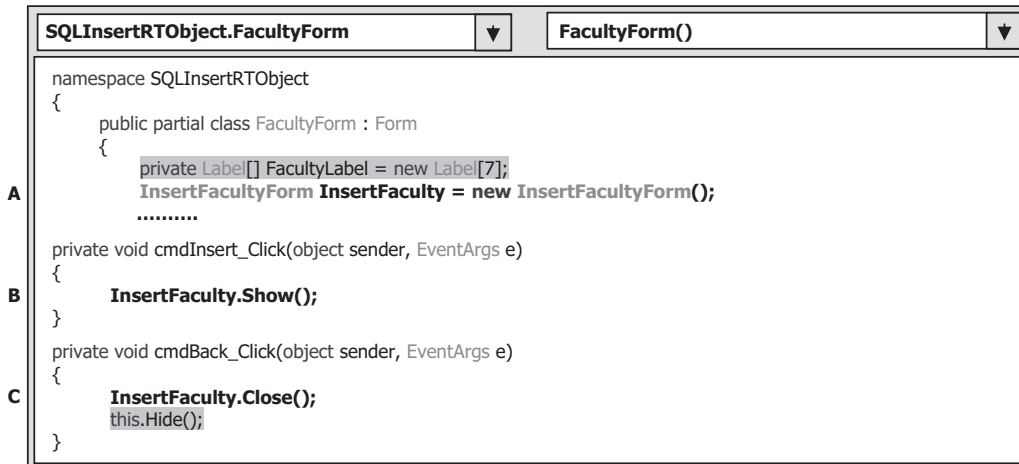 SQLInsertRTObject.FacultyForm FacultyForm()
namespace SQLInsertRTObject
{
public partial class FacultyForm : Form
{
private Label[] FacultyLabel = new Label[7];
A InsertFacultyForm InsertFaculty = new InsertFacultyForm();
..........
private void cmdInsert_Click(object sender, EventArgs e)
{
B InsertFaculty.Show();
}
private void cmdBack_Click(object sender, EventArgs e)
{
C InsertFaculty.Close();
this.Hide();
}